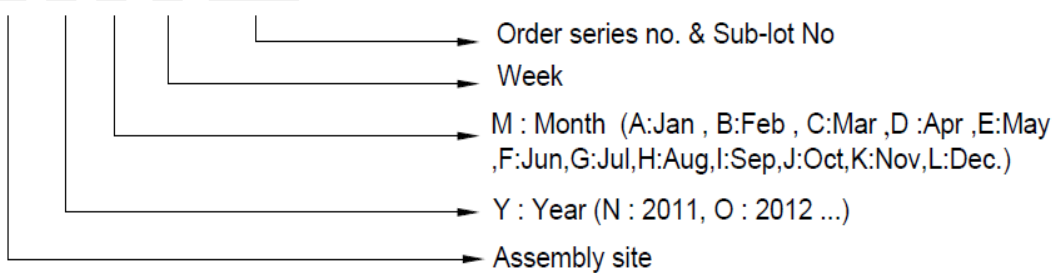 Order series no. & Sub-lot No
Week
M : Month (A:Jan , B:Feb , C:Mar ,D :Apr ,E:May
,F:Jun,G:Jul,H:Aug,I:Sep,J:Oct,K:Nov,L:Dec.)
Y : Year (N : 2011, O : 2012 ...)
Assembly site